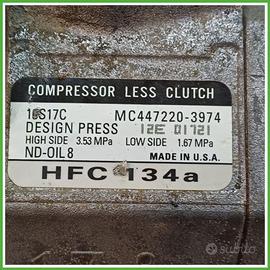 COMPRESSOR LESS CLUTCH
10S17C MC447220-3974
DESIGN PRESS 12E 01721
HIGH SIDE 3.53 MPa LOW SIDE 1.67 MPa
ND-OIL 8 MADE IN U.S.A.
HFC 134a
subito